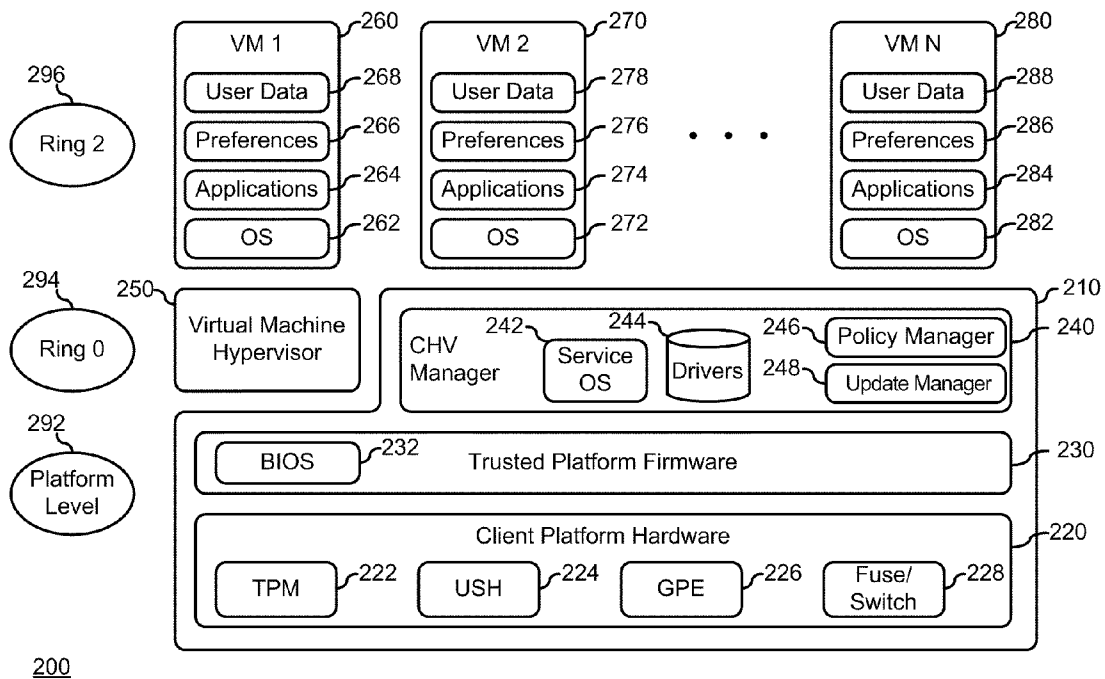 VM 1
260
VM 2
270
VM N
280
296
Ring 2
User Data
268
User Data
278
User Data
288
Preferences
266
Preferences
276
Preferences
286
Applications
264
Applications
274
Applications
284
OS
262
OS
272
OS
282
294
Ring 0
250
Virtual Machine
Hypervisor
210
CHV
Manager
242
Service
OS
244
Drivers
246
Policy Manager
240
248
Update Manager
292
Platform
Level
BIOS
232
Trusted Platform Firmware
230
Client Platform Hardware
220
TPM
222
USH
224
GPE
226
Fuse/
Switch
228
200